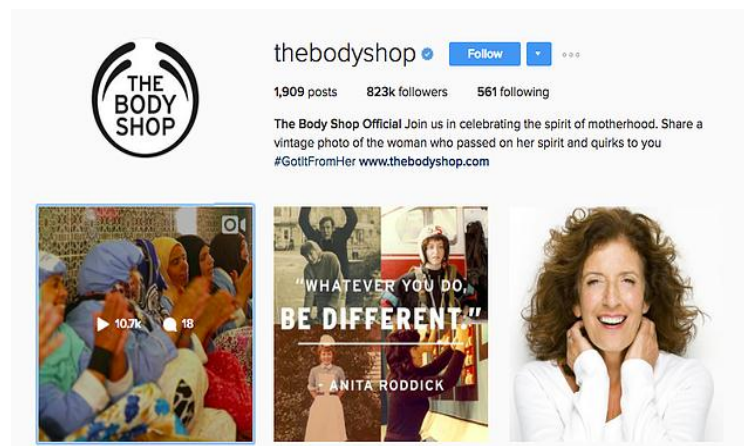 THE
BODY
SHOP
thebodyshop Follow
1,909 posts 823k followers 561 following
The Body Shop Official Join us in celebrating the spirit of motherhood. Share a
vintage photo of the woman who passed on her spirit and quirks to you
#GotItFromHer www.thebodyshop.com
10.7k 18
"WHATEVER YOU DO,
BE DIFFERENT."
- ANITA RODDICK